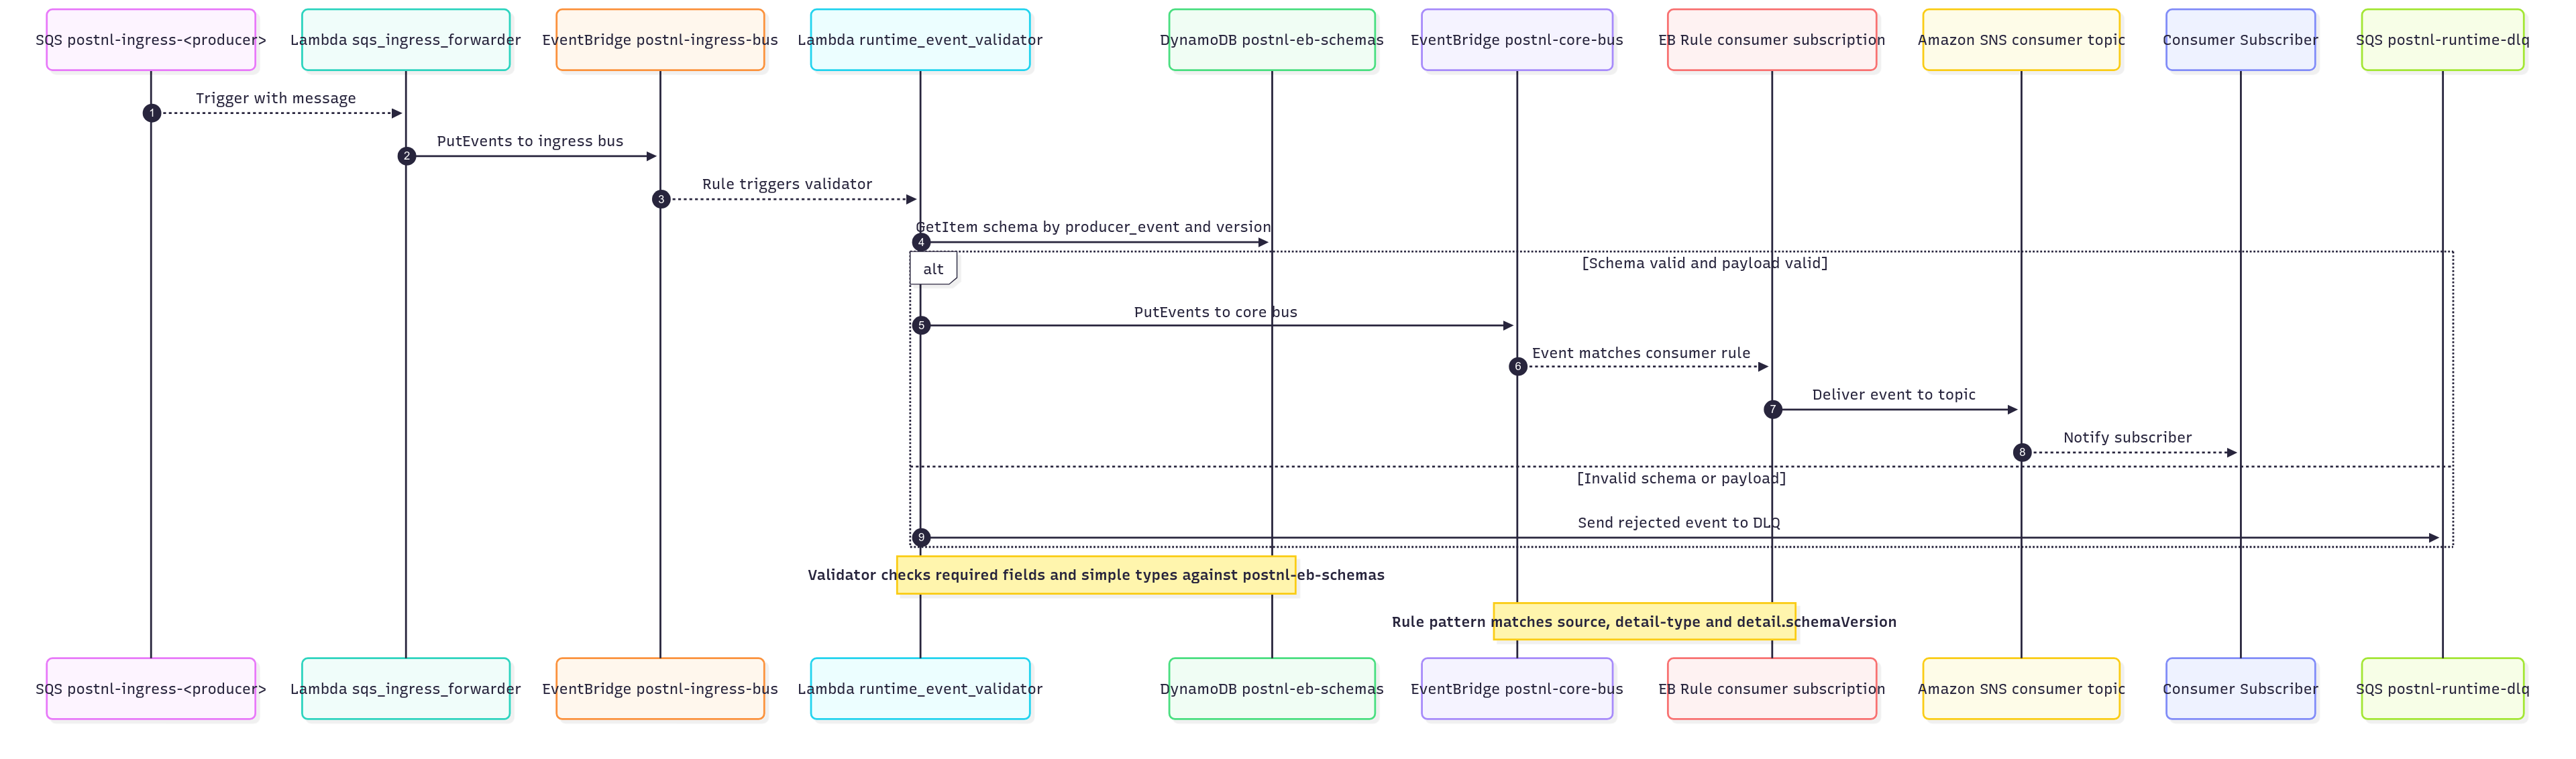 SQS postnl-ingress-<producer>
Lambda sqs_ingress_forwarder
EventBridge postnl-ingress-bus
Lambda runtime_event_validator
DynamoDB postnl-eb-schemas
EventBridge postnl-core-bus
EB Rule consumer subscription
Amazon SNS consumer topic
Consumer Subscriber
SQS postnl-runtime-dlq
Trigger with message
1
PutEvents to ingress bus
2
Rule triggers validator
3
GetItem schema by producer_event and version
4
alt
[Schema valid and payload valid]
PutEvents to core bus
5
Event matches consumer rule
6
Deliver event to topic
7
Notify subscriber
8
[Invalid schema or payload]
Send rejected event to DLQ
9
Validator checks required fields and simple types against postnl-eb-schemas
Rule pattern matches source, detail-type and detail.schemaVersion
SQS postnl-ingress-<producer>
Lambda sqs_ingress_forwarder
EventBridge postnl-ingress-bus
Lambda runtime_event_validator
DynamoDB postnl-eb-schemas
EventBridge postnl-core-bus
EB Rule consumer subscription
Amazon SNS consumer topic
Consumer Subscriber
SQS postnl-runtime-dlq